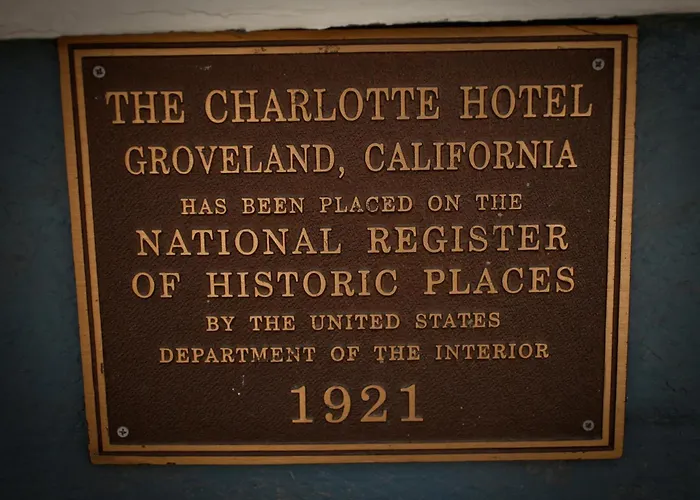 THE CHARLOTTE HOTEL
GROVELAND, CALIFORNIA
HAS BEEN PLACED ON THE
NATIONAL REGISTER
OF HISTORIC PLACES
BY THE UNITED STATES
DEPARTMENT OF THE INTERIOR
1921